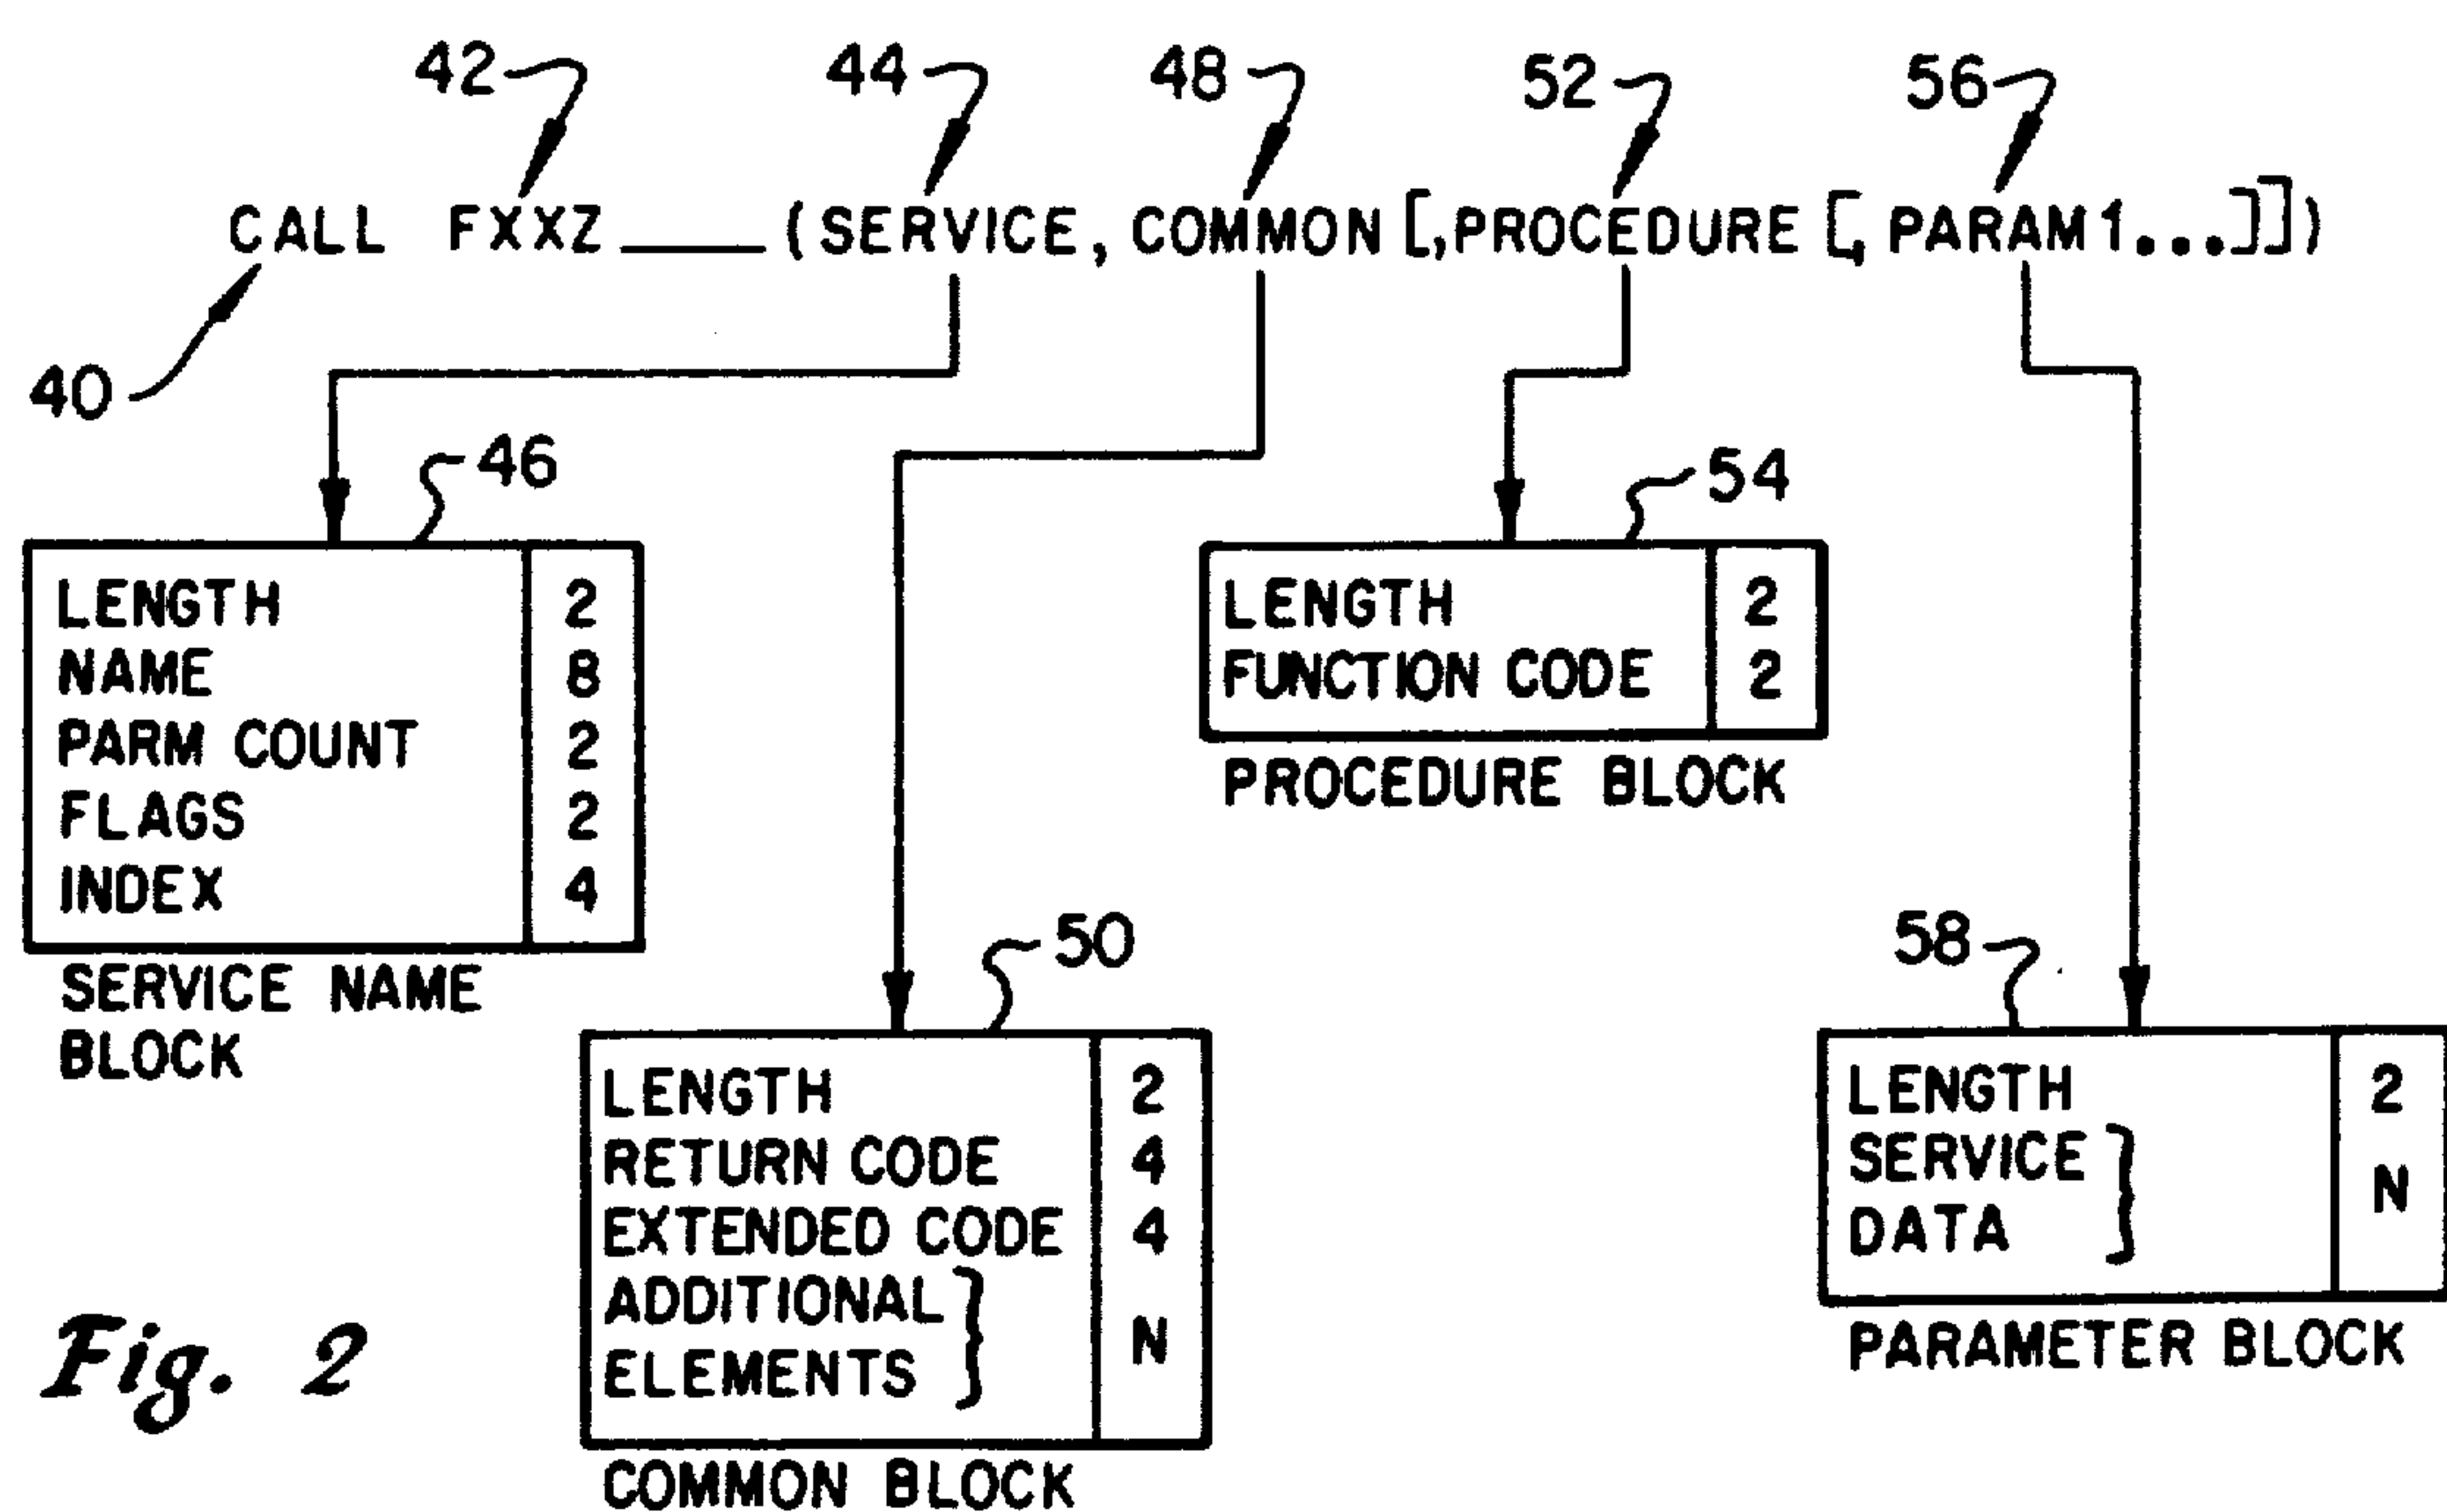 42 44 48 52 56
CALL FXXZ____(SERVICE, COMMON [,PROCEDURE [, PARAM1...]])
40
46
54
LENGTH 2
NAME 8
PARM COUNT 2
FLAGS 2
INDEX 4
SERVICE NAME
BLOCK
LENGTH 2
FUNCTION CODE 2
PROCEDURE BLOCK
50
LENGTH 2
RETURN CODE 4
EXTENDED CODE 4
ADDITIONAL
ELEMENTS
N
COMMON BLOCK
58
LENGTH 2
SERVICE
DATA
N
PARAMETER BLOCK
Fig. 2